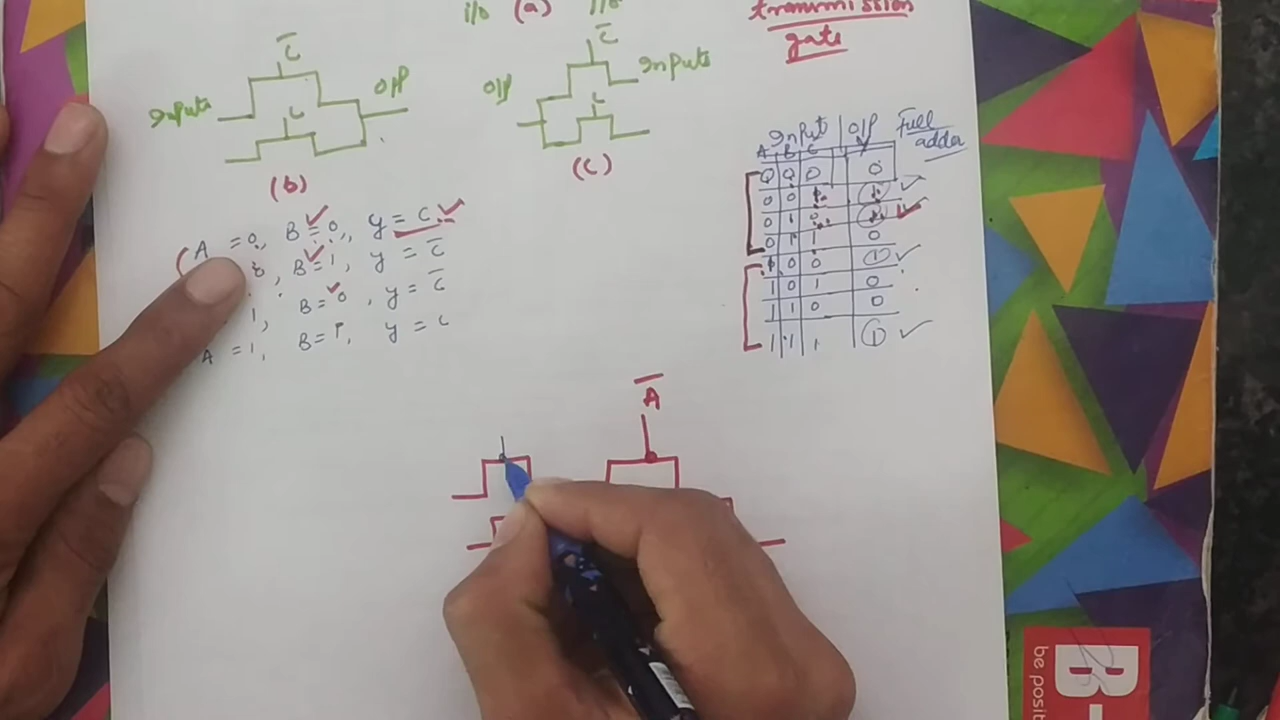 i/o (a) i/o
transmission
gate
C̅
Inputs O/P
C
(b)
C̅
O/P Inputs
C
(C)
Input O/P Full
adder
A B C Y
0 0 0 0
0 0 1 1
0 1 0 1
0 1 1 0
1 0 0 1
1 0 1 0
1 1 0 0
1 1 1 1
(A = 0, B = 0, y = C
B = 1, y = C̅
1, B = 0, y = C̅
A = 1, B = 1, y = C
A̅
B-
be posit